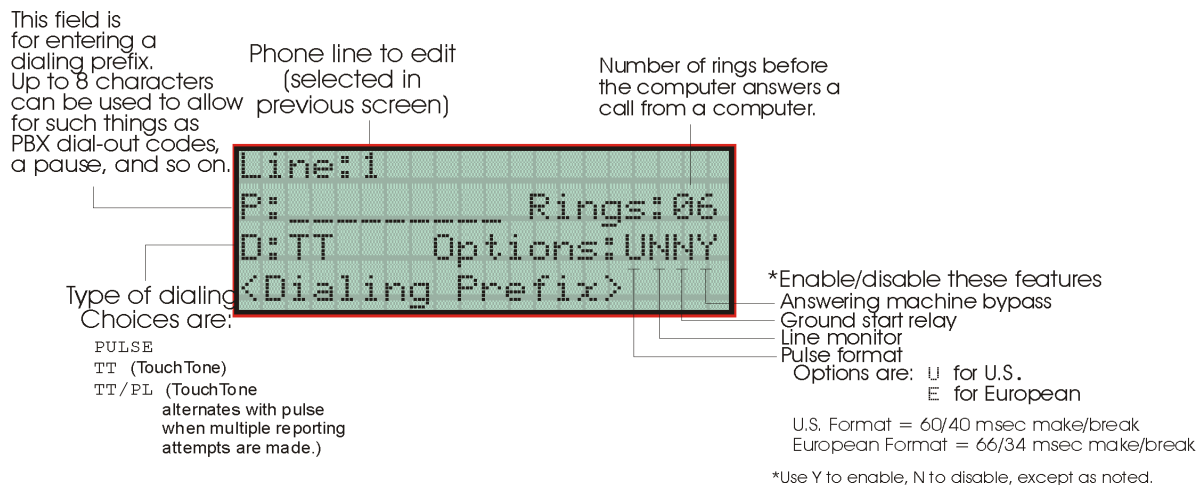 This field is
for entering a
dialing prefix.
Up to 8 characters
can be used to allow
for such things as
PBX dial-out codes,
a pause, and so on.
Phone line to edit
(selected in
previous screen)
Number of rings before
the computer answers a
call from a computer.
Line:1
P:________ Rings:06
D:TT Options:UNNY
<Dialing Prefix>
Type of dialing
Choices are:
PULSE
TT (TouchTone)
TT/PL (TouchTone
alternates with pulse
when multiple reporting
attempts are made.)
*Enable/disable these features
Answering machine bypass
Ground start relay
Line monitor
Pulse format
Options are: U for U.S.
E for European
U.S. Format = 60/40 msec make/break
European Format = 66/34 msec make/break
*Use Y to enable, N to disable, except as noted.